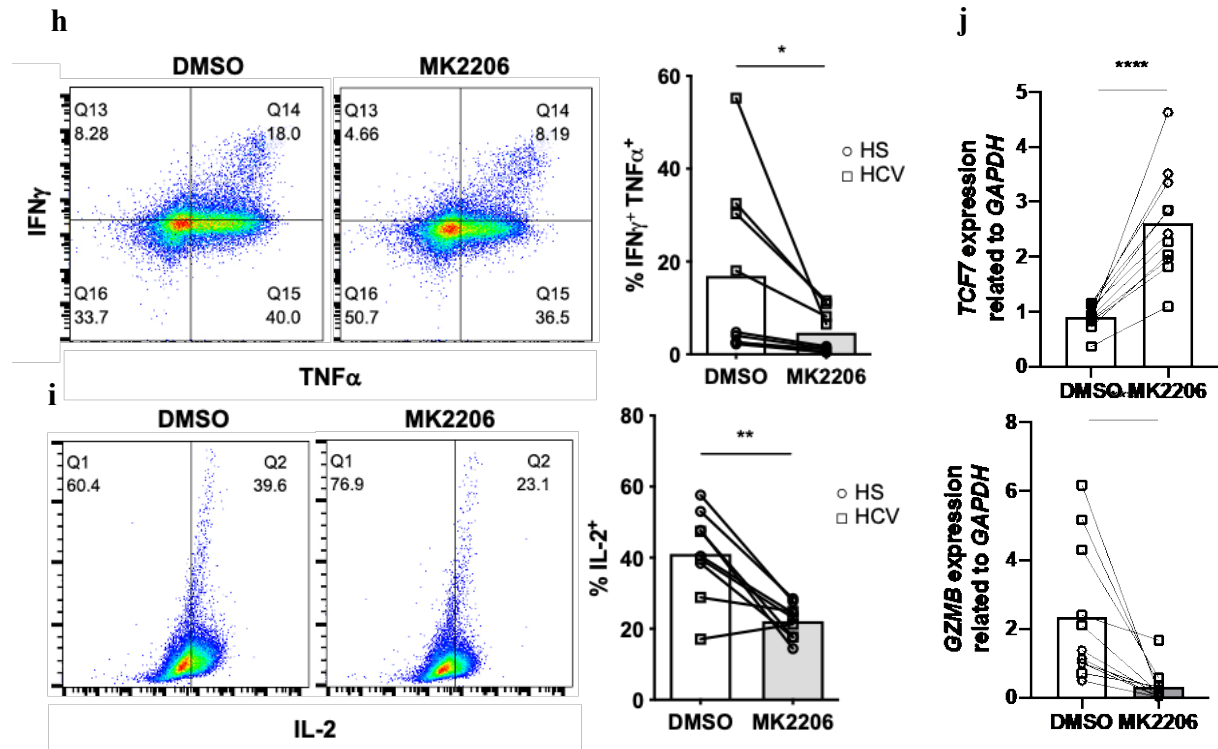 h
DMSO
MK2206
Q13
8.28
Q14
18.0
Q16
33.7
Q15
40.0
Q13
4.66
Q14
8.19
Q16
50.7
Q15
36.5
IFNγ
TNFα
*
% IFNγ+ TNFα+
60
40
20
0
HS
HCV
DMSO
MK2206
j
****
TCF7 expression
related to GAPDH
5
4
3
2
1
0
DMSO
MK2206
i
DMSO
MK2206
Q1
60.4
Q2
39.6
Q1
76.9
Q2
23.1
IL-2
**
% IL-2+
80
60
40
20
0
HS
HCV
DMSO
MK2206
GZMB expression
related to GAPDH
8
6
4
2
0
DMSO
MK2206